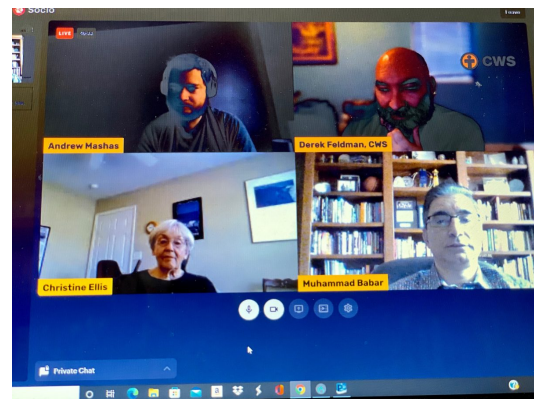 Socio
LIVE
CWS
Andrew Mashas
Derek Feldman, CWS
Christine Ellis
Muhammad Babar
Private Chat